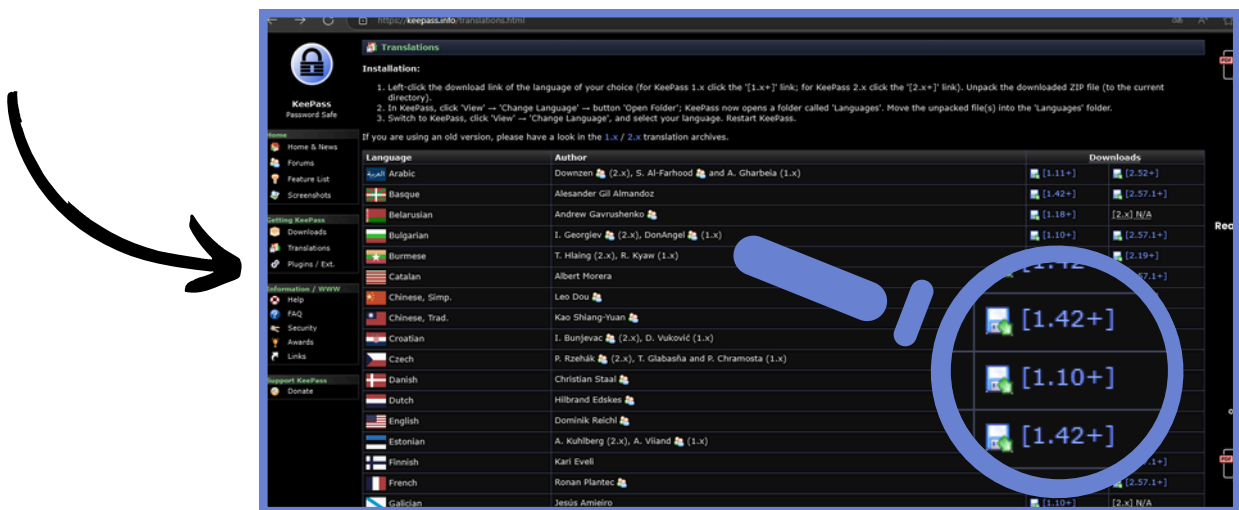 https://keepass.info/translations.html
KeePass
Password Safe
Home
Home & News
Forums
Feature List
Screenshots
Getting KeePass
Downloads
Translations
Plugins / Ext.
Information / WWW
Help
FAQ
Security
Awards
Links
Support KeePass
Donate
Translations
Installation:
1. Left-click the download link of the language of your choice (for KeePass 1.x click the '[1.x+]' link; for KeePass 2.x click the '[2.x+]' link). Unpack the downloaded ZIP file (to the current
directory).
2. In KeePass, click 'View' → 'Change Language' → button 'Open Folder'; KeePass now opens a folder called 'Languages'. Move the unpacked file(s) into the 'Languages' folder.
3. Switch to KeePass, click 'View' → 'Change Language', and select your language. Restart KeePass.
If you are using an old version, please have a look in the 1.x / 2.x translation archives.
Language Author Downloads
Arabic Downzen (2.x), S. Al-Farhood and A. Gharbeia (1.x) [1.11+] [2.52+]
Basque Alesander Gil Almandoz [1.42+] [2.57.1+]
Belarusian Andrew Gavrushenko [1.18+] [2.x] N/A
Bulgarian I. Georgiev (2.x), DonAngel (1.x) [1.10+] [2.57.1+]
Burmese T. Hlaing (2.x), R. Kyaw (1.x) [2.19+]
Catalan Albert Morera
Chinese, Simp. Leo Dou
Chinese, Trad. Kao Shiang-Yuan [1.42+]
Croatian I. Bunjevac (2.x), D. Vuković (1.x)
Czech P. Rzehák (2.x), T. Glabasňa and P. Chramosta (1.x)
Danish Christian Staal [1.10+]
Dutch Hilbrand Edskes
English Dominik Reichl [1.42+]
Estonian A. Kuhlberg (2.x), A. Viiand (1.x)
Finnish Kari Eveli
French Ronan Plantec [2.57.1+]
Galician Jesús Amieiro [1.10+] [2.x] N/A
PDF
PDF